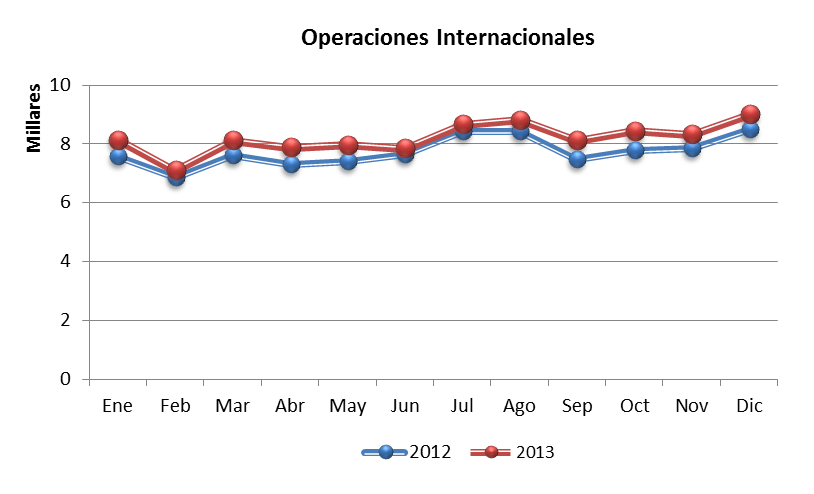 Operaciones Internacionales
Millares
10
8
6
4
2
0
Ene Feb Mar Abr May Jun Jul Ago Sep Oct Nov Dic
2012 2013